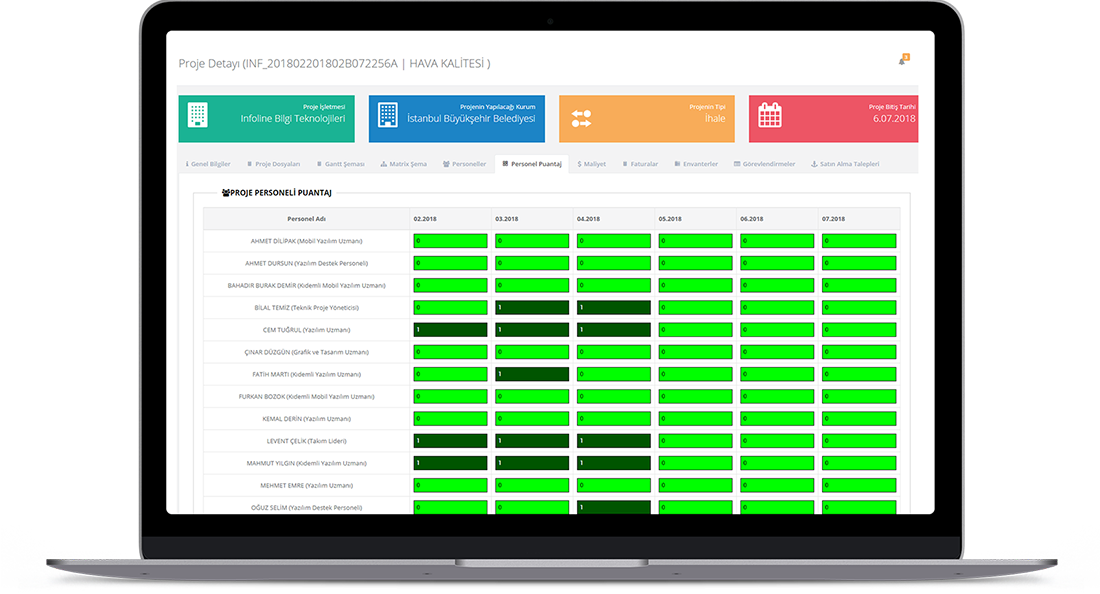 Proje Detayı (INF_201802201802B072256A | HAVA KALİTESİ )
Proje İşletmesi
Infoline Bilgi Teknolojileri
Projenin Yapılacağı Kurum
İstanbul Büyükşehir Belediyesi
Projenin Tipi
İhale
Proje Bitiş Tarihi
6.07.2018
Genel Bilgiler Proje Dosyaları Gantt Şeması Matrix Şema Personeller Personel Puantaj $ Maliyet Faturalar Envanterler Görevlendirmeler Satın Alma Talepleri
PROJE PERSONELİ PUANTAJ
Personel Adı 02.2018 03.2018 04.2018 05.2018 06.2018 07.2018
AHMET DİLİPAK (Mobil Yazılım Uzmanı) 0 0 0 0 0 0
AHMET DURSUN (Yazılım Destek Personeli) 0 0 0 0 0 0
BAHADIR BURAK DEMİR (Kıdemli Mobil Yazılım Uzmanı) 0 0 0 0 0 0
BİLAL TEMİZ (Teknik Proje Yöneticisi) 0 1 1 0 0 0
CEM TUĞRUL (Yazılım Uzmanı) 1 1 1 0 0 0
ÇINAR DÜZGÜN (Grafik ve Tasarım Uzmanı) 0 0 0 0 0 0
FATİH MARTI (Kıdemli Yazılım Uzmanı) 0 1 0 0 0 0
FURKAN BOZOK (Kıdemli Mobil Yazılım Uzmanı) 0 0 0 0 0 0
KEMAL DERİN (Yazılım Uzmanı) 0 0 0 0 0 0
LEVENT ÇELİK (Takım Lideri) 1 1 1 0 0 0
MAHMUT YILGIN (Kıdemli Yazılım Uzmanı) 1 1 1 0 0 0
MEHMET EMRE (Yazılım Uzmanı) 0 0 0 0 0 0
OĞUZ SELİM (Yazılım Destek Personeli) 0 0 1 0 0 0